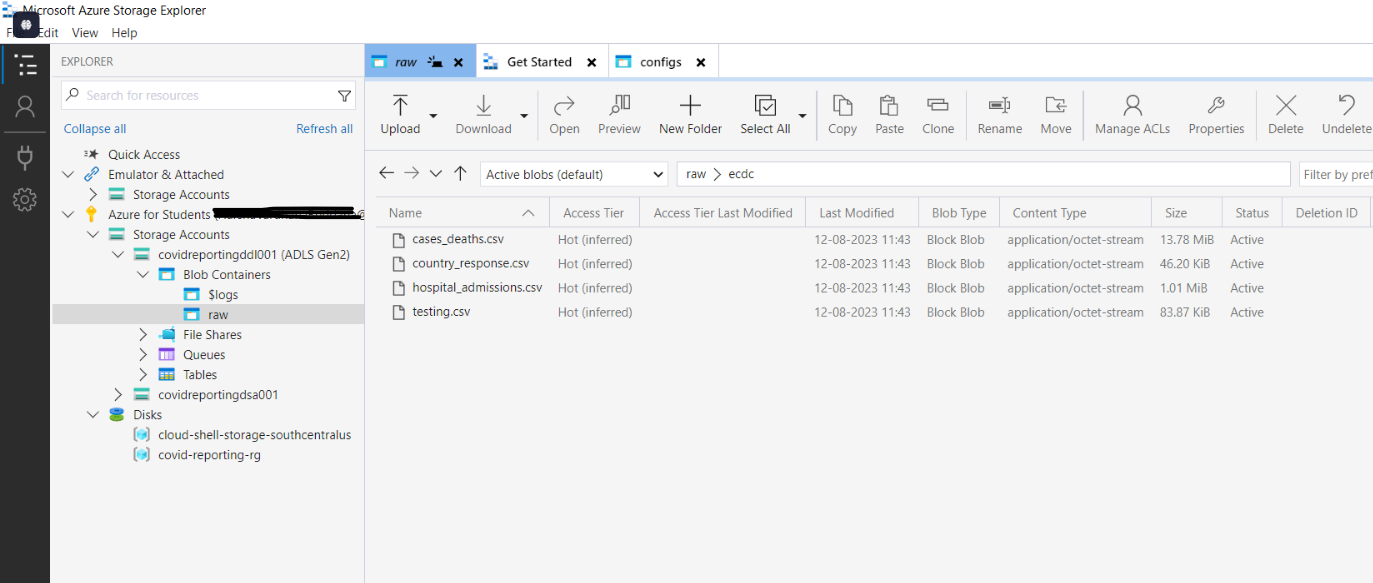 Microsoft Azure Storage Explorer
Edit View Help
EXPLORER
Search for resources
Collapse all Refresh all
Quick Access
Emulator & Attached
Storage Accounts
Azure for Students
Storage Accounts
covidreportingddl001 (ADLS Gen2)
Blob Containers
$logs
raw
File Shares
Queues
Tables
covidreportingdsa001
Disks
cloud-shell-storage-southcentralus
covid-reporting-rg
raw Get Started configs
Upload Download Open Preview New Folder Select All Copy Paste Clone Rename Move Manage ACLs Properties Delete Undelete
Active blobs (default) raw > ecdc Filter by pref
Name Access Tier Access Tier Last Modified Last Modified Blob Type Content Type Size Status Deletion ID
cases_deaths.csv Hot (inferred) 12-08-2023 11:43 Block Blob application/octet-stream 13.78 MiB Active
country_response.csv Hot (inferred) 12-08-2023 11:43 Block Blob application/octet-stream 46.20 KiB Active
hospital_admissions.csv Hot (inferred) 12-08-2023 11:43 Block Blob application/octet-stream 1.01 MiB Active
testing.csv Hot (inferred) 12-08-2023 11:43 Block Blob application/octet-stream 83.87 KiB Active